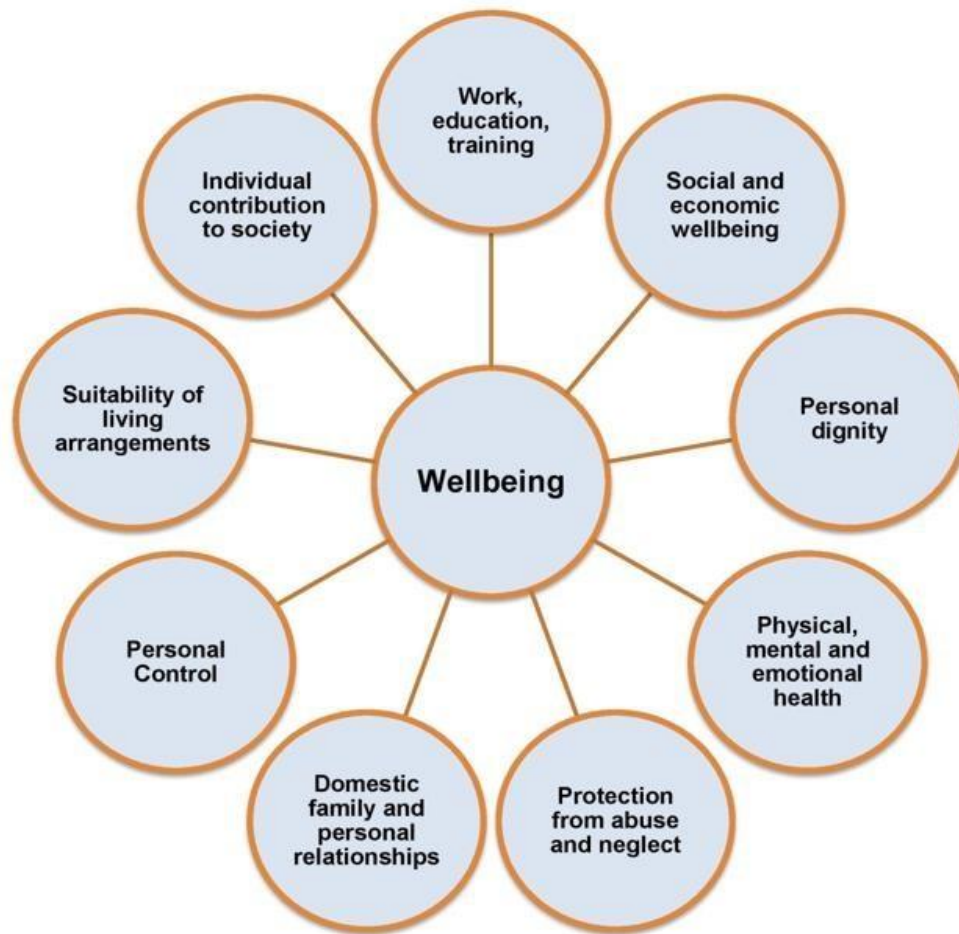 Work,
education,
training
Social and
economic
wellbeing
Personal
dignity
Physical,
mental and
emotional
health
Protection
from abuse
and neglect
Domestic
family and
personal
relationships
Personal
Control
Suitability of
living
arrangements
Individual
contribution
to society
Wellbeing